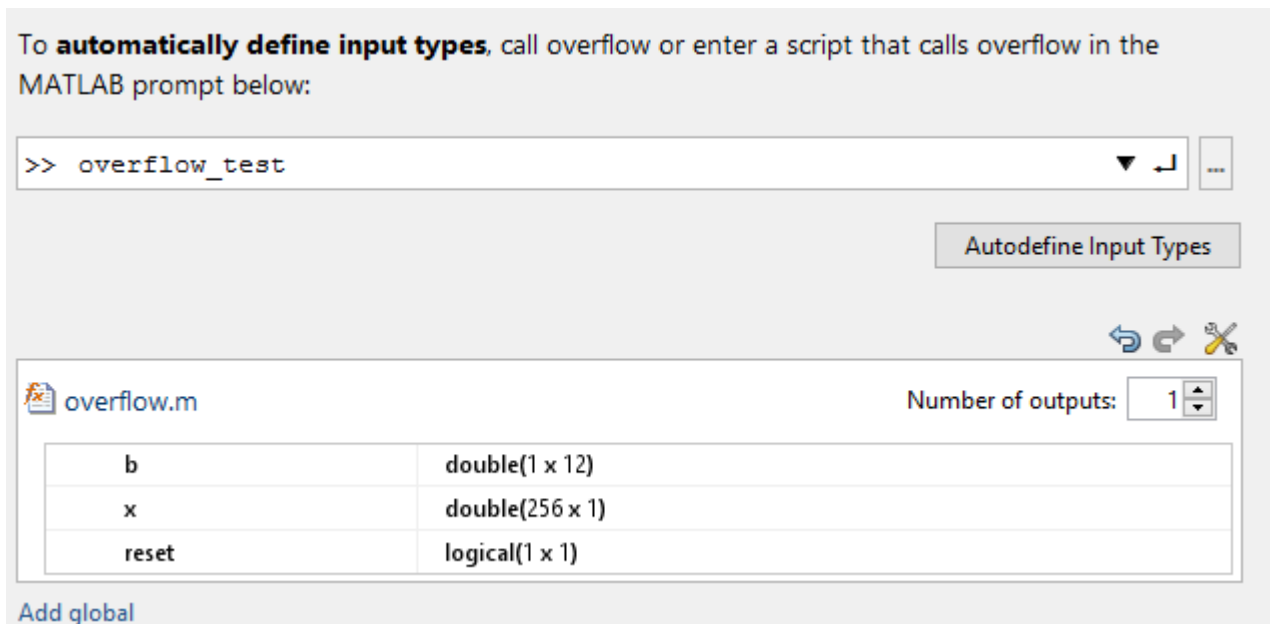 To automatically define input types, call overflow or enter a script that calls overflow in the
MATLAB prompt below:
>> overflow_test
...
Autodefine Input Types
overflow.m Number of outputs: 1
b double(1 x 12)
x double(256 x 1)
reset logical(1 x 1)
Add global